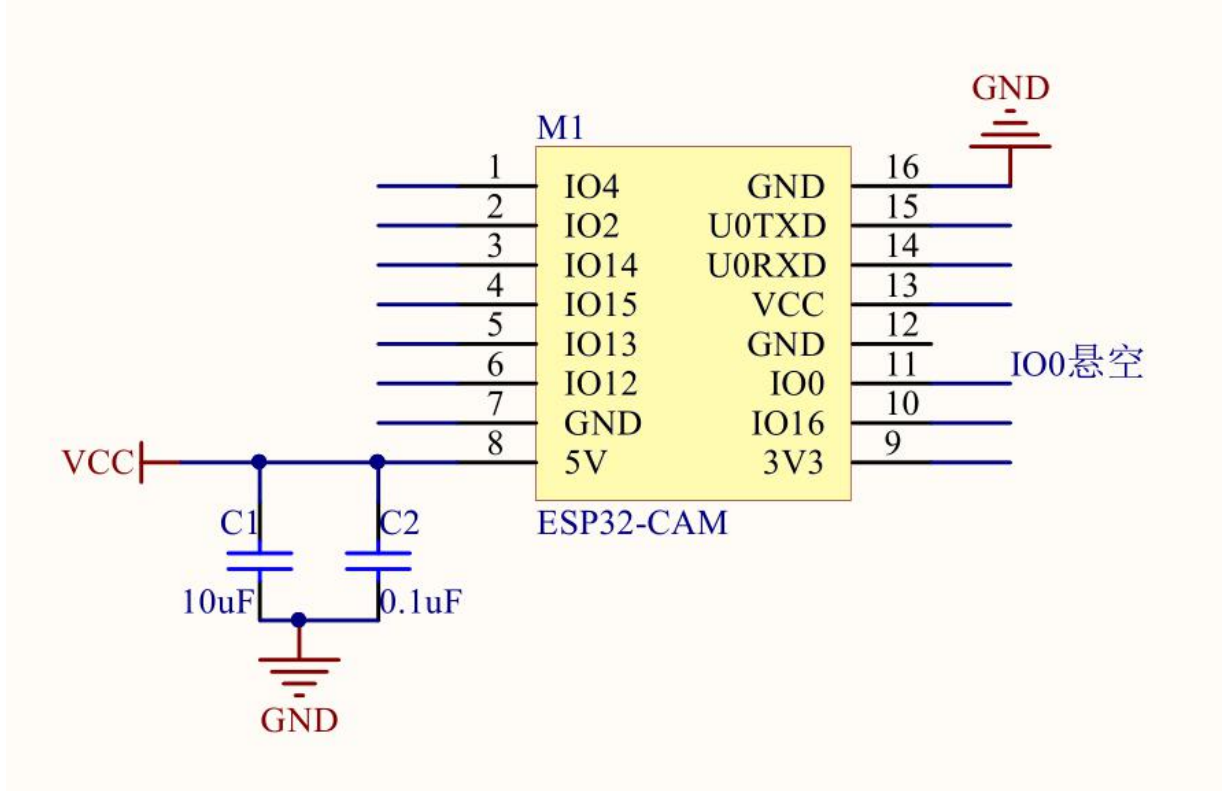 GND
M1
1 IO4 GND 16
2 IO2 U0TXD 15
3 IO14 U0RXD 14
4 IO15 VCC 13
5 IO13 GND 12
6 IO12 IO0 11 IO0悬空
7 GND IO16 10
VCC 8 5V 3V3 9
C1 C2 ESP32-CAM
10uF 0.1uF
GND